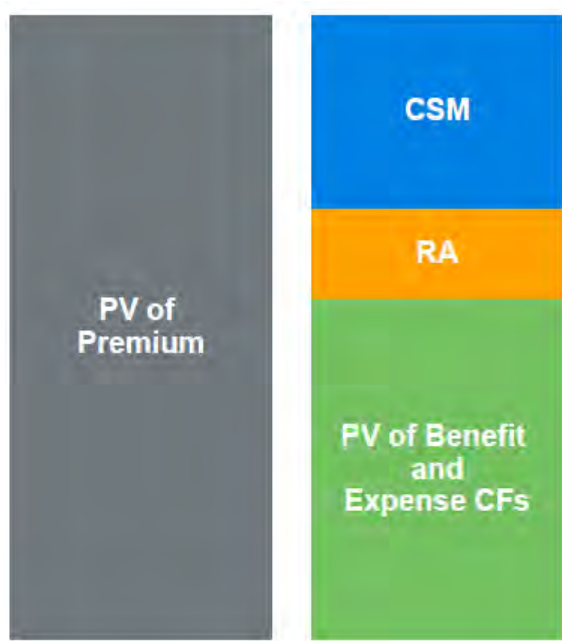 PV of
Premium
CSM
RA
PV of Benefit
and
Expense CFs